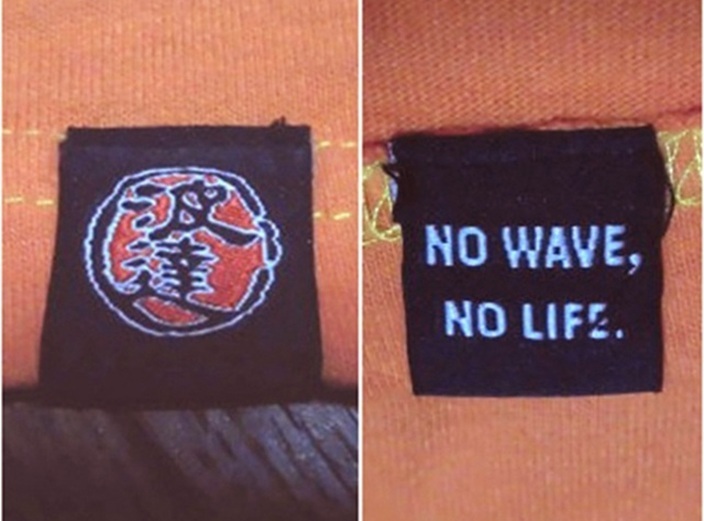 波
達
NO WAVE,
NO LIFE.